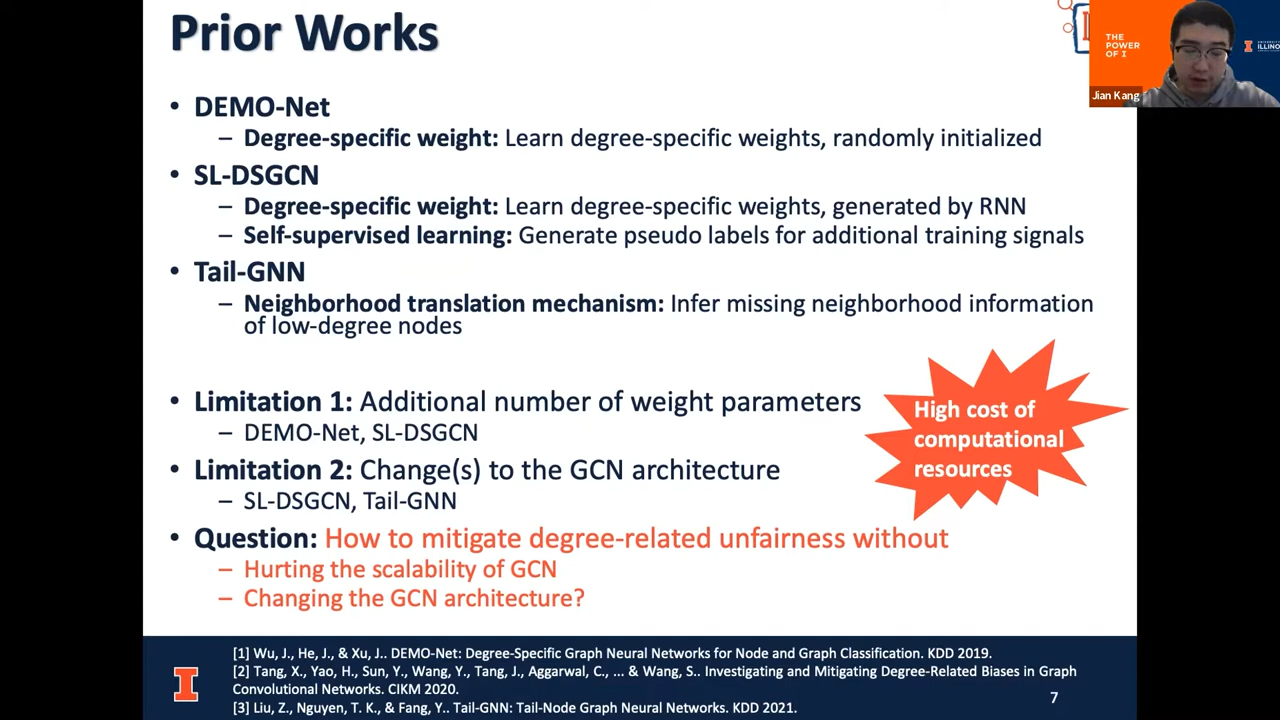 Prior Works
THE
POWER
OF I
Jian Kang
• DEMO-Net
– Degree-specific weight: Learn degree-specific weights, randomly initialized
• SL-DSGCN
– Degree-specific weight: Learn degree-specific weights, generated by RNN
– Self-supervised learning: Generate pseudo labels for additional training signals
• Tail-GNN
– Neighborhood translation mechanism: Infer missing neighborhood information
of low-degree nodes
• Limitation 1: Additional number of weight parameters
– DEMO-Net, SL-DSGCN
• Limitation 2: Change(s) to the GCN architecture
– SL-DSGCN, Tail-GNN
High cost of
computational
resources
• Question: How to mitigate degree-related unfairness without
– Hurting the scalability of GCN
– Changing the GCN architecture?
[1] Wu, J., He, J., & Xu, J.. DEMO-Net: Degree-Specific Graph Neural Networks for Node and Graph Classification. KDD 2019.
[2] Tang, X., Yao, H., Sun, Y., Wang, Y., Tang, J., Aggarwal, C., ... & Wang, S.. Investigating and Mitigating Degree-Related Biases in Graph
Convolutional Networks. CIKM 2020.
[3] Liu, Z., Nguyen, T. K., & Fang, Y.. Tail-GNN: Tail-Node Graph Neural Networks. KDD 2021.
7